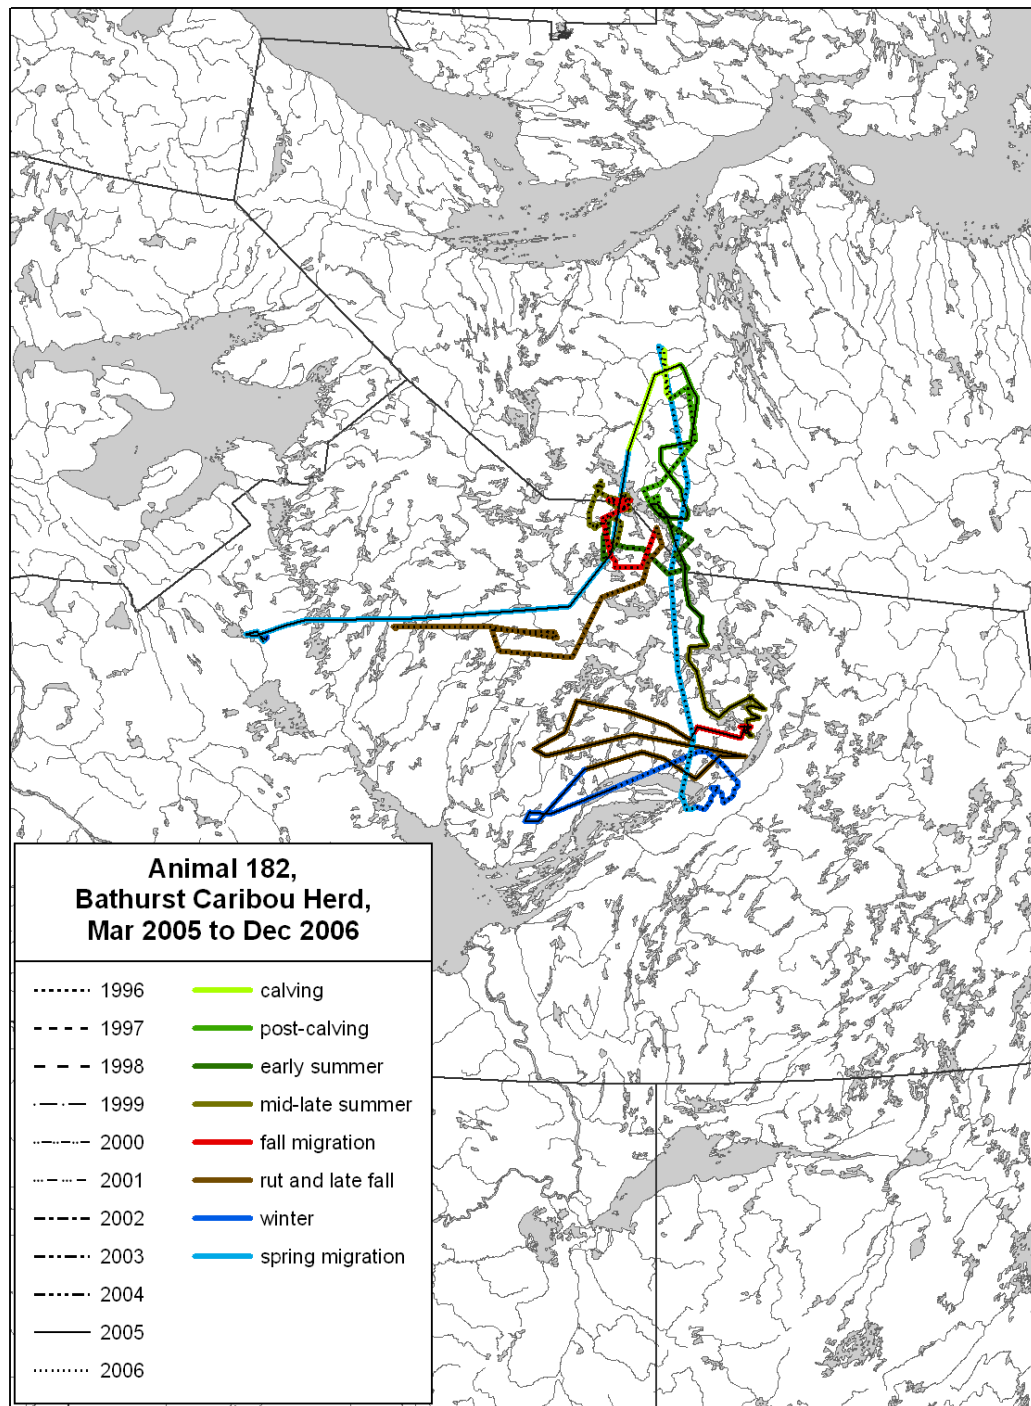 Animal 182,
Bathurst Caribou Herd,
Mar 2005 to Dec 2006
1996 calving
1997 post-calving
1998 early summer
1999 mid-late summer
2000 fall migration
2001 rut and late fall
2002 winter
2003 spring migration
2004
2005
2006